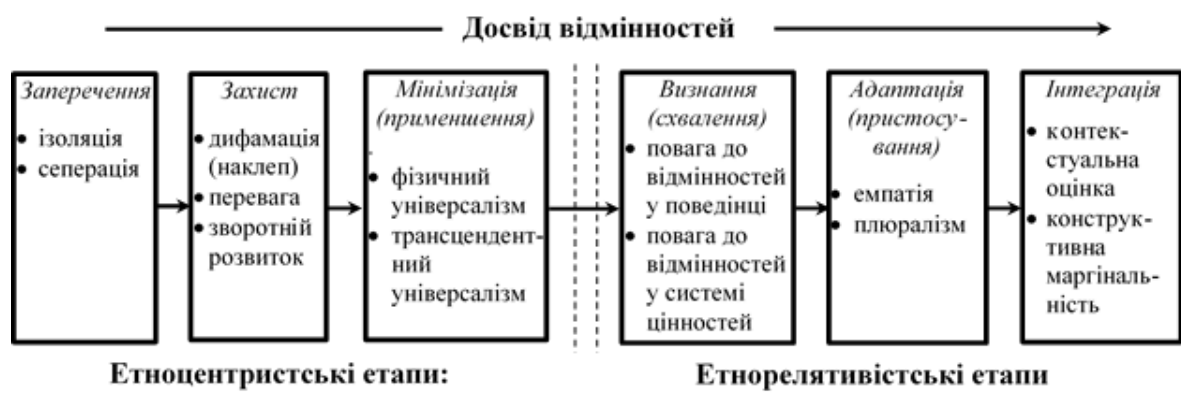 Досвід відмінностей
Заперечення
• ізоляція
• сеперація
Захист
• дифамація
(наклеп)
• перевага
• зворотній
розвиток
Мінімізація
(применшення)
• фізичний
універсалізм
• трансцендент-
ний
універсалізм
Визнання
(схвалення)
• повага до
відмінностей
у поведінці
• повага до
відмінностей
у системі
цінностей
Адаптація
(пристосу-
вання)
• емпатія
• плюралізм
Інтеграція
• контек-
стуальна
оцінка
• конструк-
тивна
маргіналь-
ність
Етноцентристські етапи:
Етнорелятивістські етапи